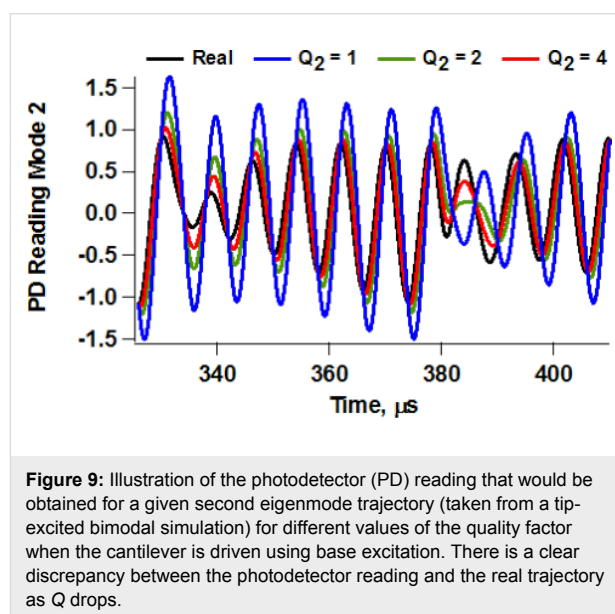 Real Q2 = 1 Q2 = 2 Q2 = 4
PD Reading Mode 2
1.5
1.0
0.5
0.0
-0.5
-1.0
-1.5
340 360 380 400
Time, μs
Figure 9: Illustration of the photodetector (PD) reading that would be
obtained for a given second eigenmode trajectory (taken from a tip-
excited bimodal simulation) for different values of the quality factor
when the cantilever is driven using base excitation. There is a clear
discrepancy between the photodetector reading and the real trajectory
as Q drops.